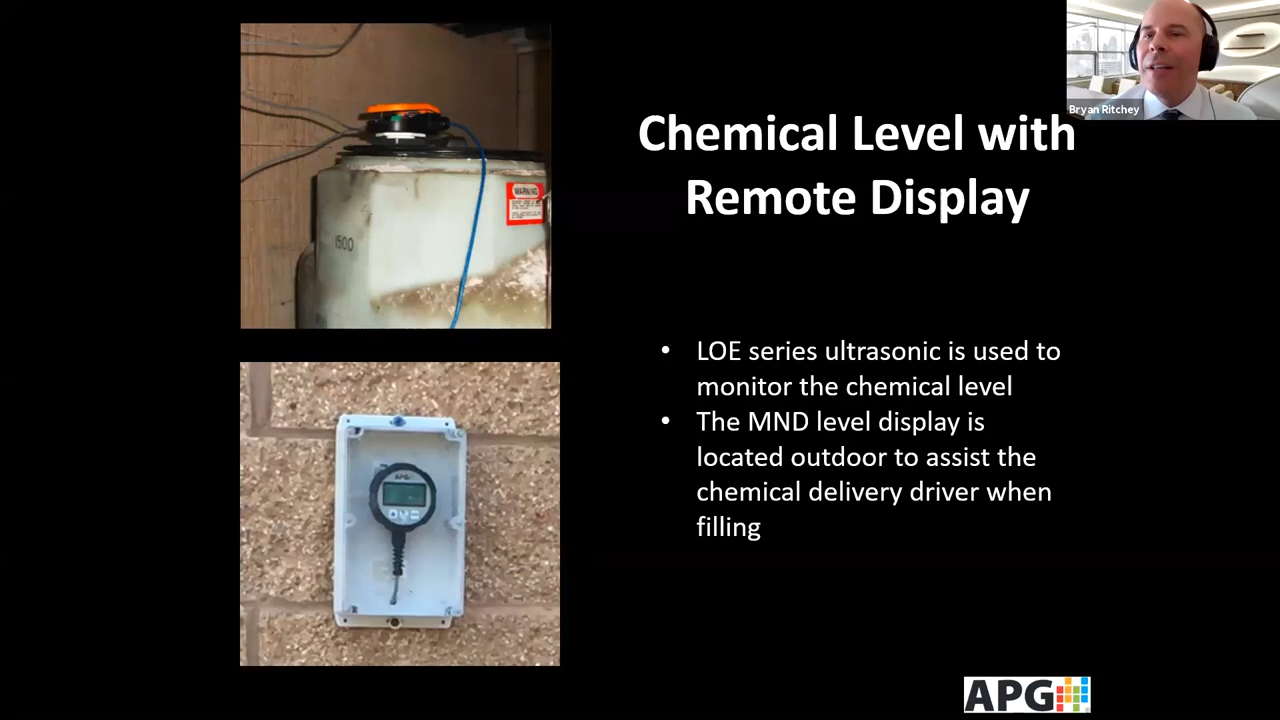 Bryan Ritchey
Chemical Level with
Remote Display
WARNING
1500
• LOE series ultrasonic is used to
monitor the chemical level
• The MND level display is
located outdoor to assist the
chemical delivery driver when
filling
APG
APG